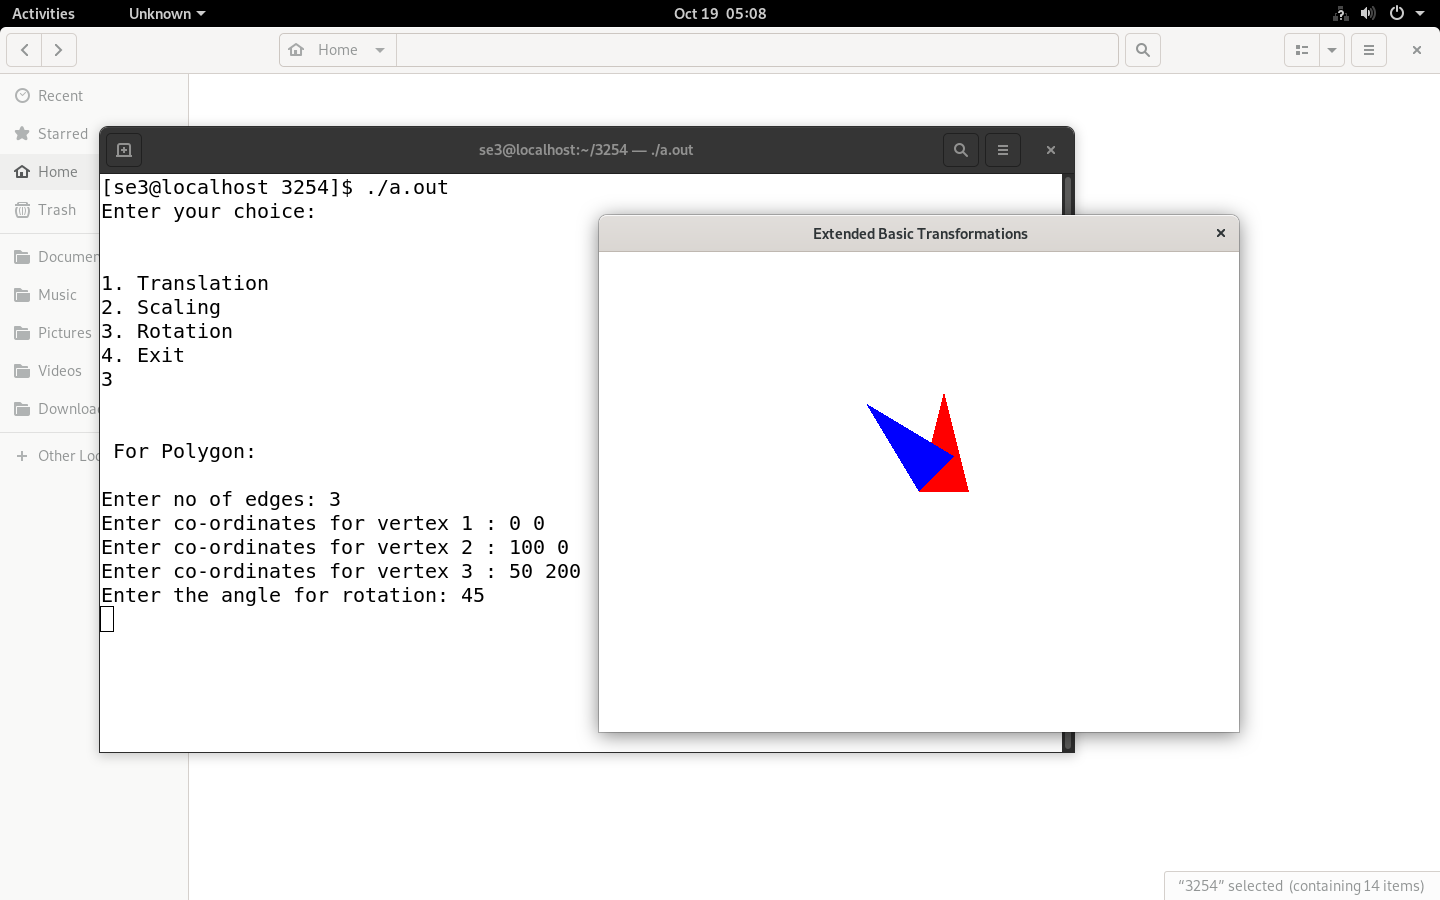 Activities
Unknown
Oct 19 05:08
Home
Recent
Starred
Home
Trash
Music
Pictures
Videos
se3@localhost:~/3254 — ./a.out
[se3@localhost 3254]$ ./a.out
Enter your choice:
1. Translation
2. Scaling
3. Rotation
4. Exit
3
For Polygon:
Enter no of edges: 3
Enter co-ordinates for vertex 1 : 0 0
Enter co-ordinates for vertex 2 : 100 0
Enter co-ordinates for vertex 3 : 50 200
Enter the angle for rotation: 45
Extended Basic Transformations
Documen
Downloa
Other Loc
"3254" selected (containing 14 items)